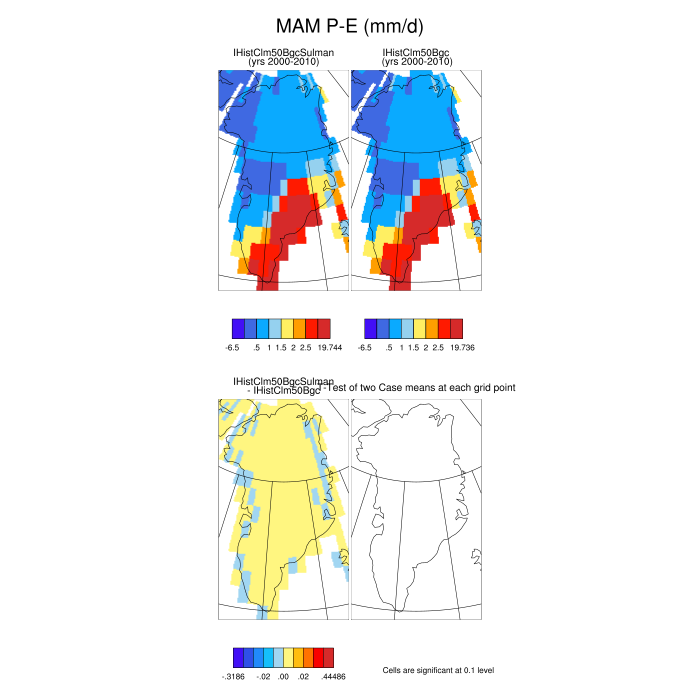 MAM P-E (mm/d)
IHistClm50BgcSulman
(yrs 2000-2010)
IHistClm50Bgc
(yrs 2000-2010)
-6.5 .5 1 1.5 2 2.5 19.744
-6.5 .5 1 1.5 2 2.5 19.736
IHistClm50BgcSulman
- IHistClm50Bgc
T-Test of two Case means at each grid point
-.3186 -.02 .00 .02 .44486
Cells are significant at 0.1 level